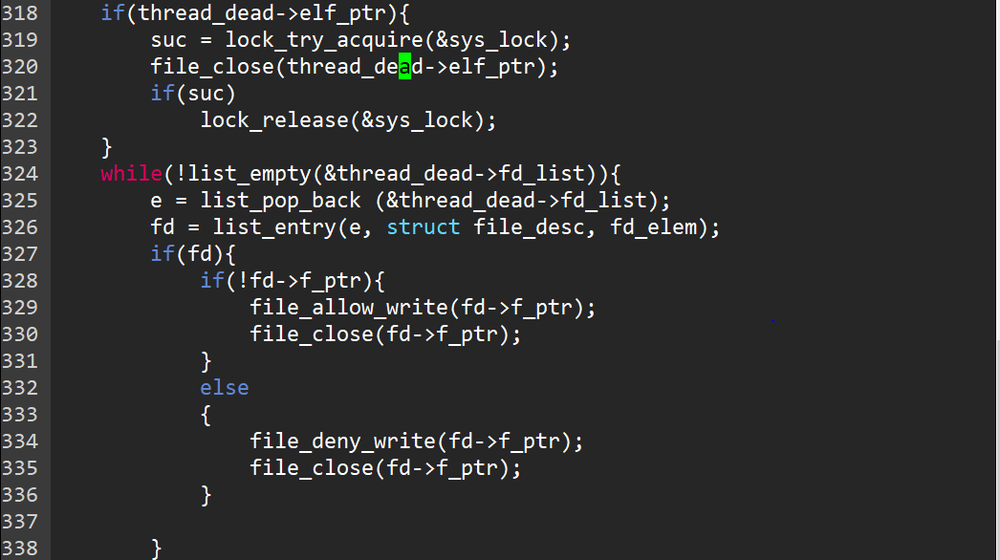 318     if(thread_dead->elf_ptr){
319         suc = lock_try_acquire(&sys_lock);
320         file_close(thread_dead->elf_ptr);
321         if(suc)
322             lock_release(&sys_lock);
323     }
324     while(!list_empty(&thread_dead->fd_list)){
325         e = list_pop_back (&thread_dead->fd_list);
326         fd = list_entry(e, struct file_desc, fd_elem);
327         if(fd){
328             if(!fd->f_ptr){
329                 file_allow_write(fd->f_ptr);
330                 file_close(fd->f_ptr);
331             }
332             else
333             {
334                 file_deny_write(fd->f_ptr);
335                 file_close(fd->f_ptr);
336             }
337
338         }